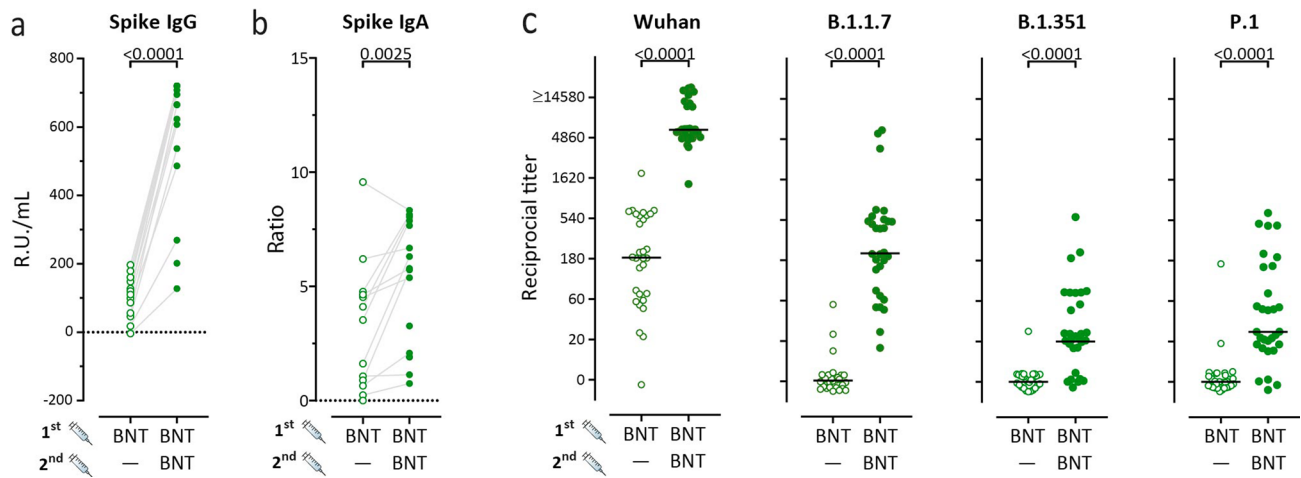 a
Spike IgG
<0.0001
R.U./mL
800
600
400
200
0
-200
1st BNT BNT
2nd — BNT
b
Spike IgA
0.0025
Ratio
15
10
5
0
1st BNT BNT
2nd — BNT
c
Reciprocial titer
≥14580
4860
1620
540
180
60
20
0
Wuhan
<0.0001
1st BNT BNT
2nd — BNT
B.1.1.7
<0.0001
BNT BNT
— BNT
B.1.351
<0.0001
BNT BNT
— BNT
P.1
<0.0001
BNT BNT
— BNT